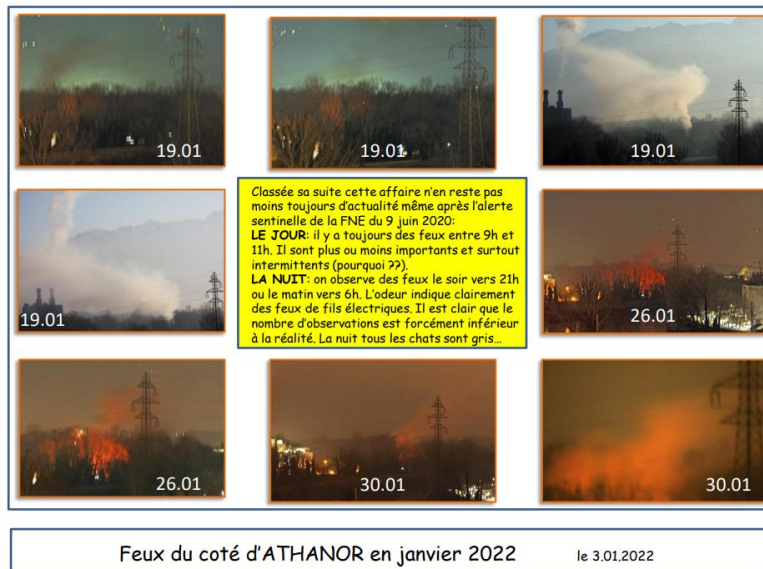 19.01
19.01
19.01
19.01
Classée sa suite cette affaire n'en reste pas
moins toujours d'actualité même après l'alerte
sentinelle de la FNE du 9 juin 2020:
LE JOUR: il y a toujours des feux entre 9h et
11h. Il sont plus ou moins importants et surtout
intermittents (pourquoi ??).
LA NUIT: on observe des feux le soir vers 21h
ou le matin vers 6h. L'odeur indique clairement
des feux de fils électriques. Il est clair que le
nombre d'observations est forcément inférieur
à la réalité. La nuit tous les chats sont gris...
26.01
26.01
30.01
30.01
Feux du coté d'ATHANOR en janvier 2022 le 3.01.2022